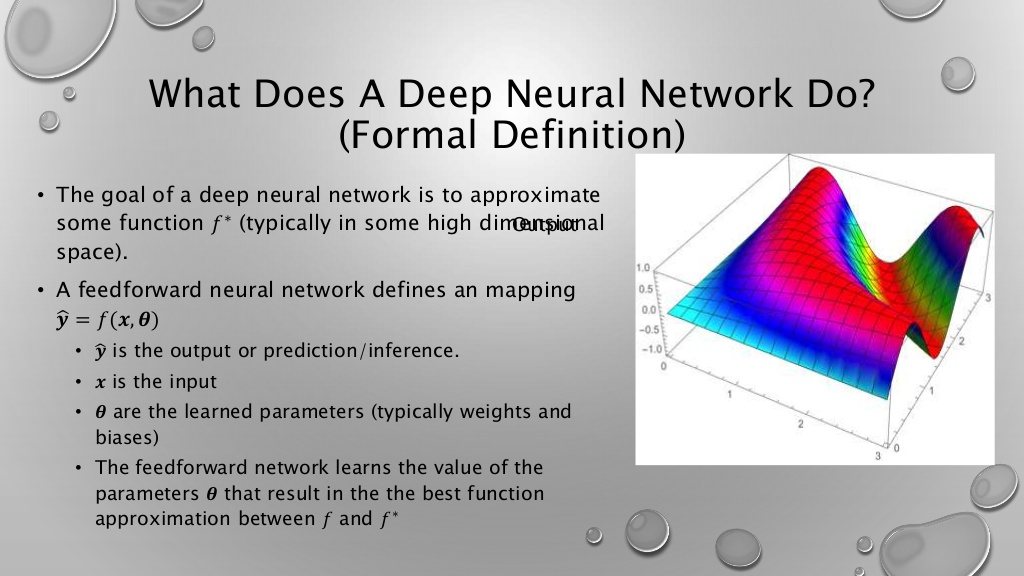 What Does A Deep Neural Network Do?
(Formal Definition)
• The goal of a deep neural network is to approximate
some function 𝑓* (typically in some high dimensional
Output
space).
• A feedforward neural network defines an mapping
𝒚̂ = 𝑓(𝒙, 𝜽)
• 𝒚̂ is the output or prediction/inference.
• 𝒙 is the input
• 𝜽 are the learned parameters (typically weights and
biases)
• The feedforward network learns the value of the
parameters 𝜽 that result in the the best function
approximation between 𝑓 and 𝑓*
1.0
0.5
0.0
−0.5
−1.0
0
1
2
3
0
1
2
3